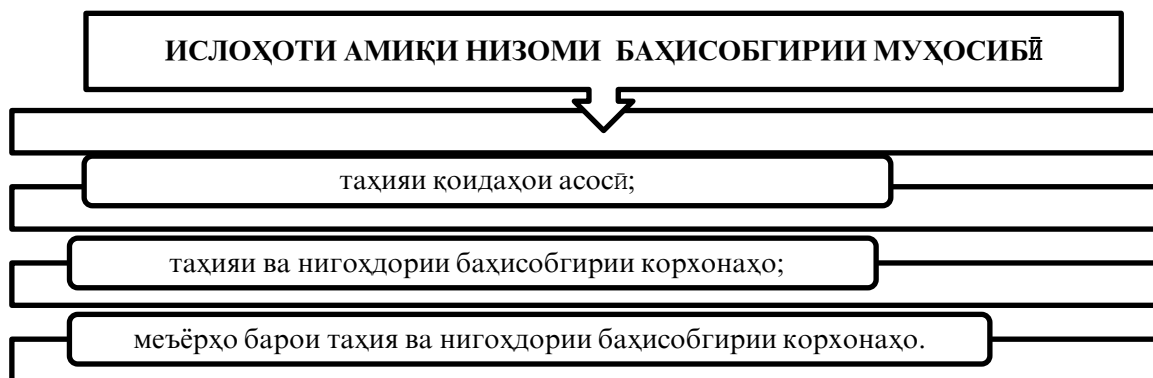 ИСЛОҲОТИ АМИҚИ НИЗОМИ БАҲИСОБГИРИИ МУҲОСИБӢ
таҳияи қоидаҳои асосӣ;
таҳияи ва нигоҳдории баҳисобгирии корхонаҳо;
меъёрҳо барои таҳия ва нигоҳдории баҳисобгирии корхонаҳо.